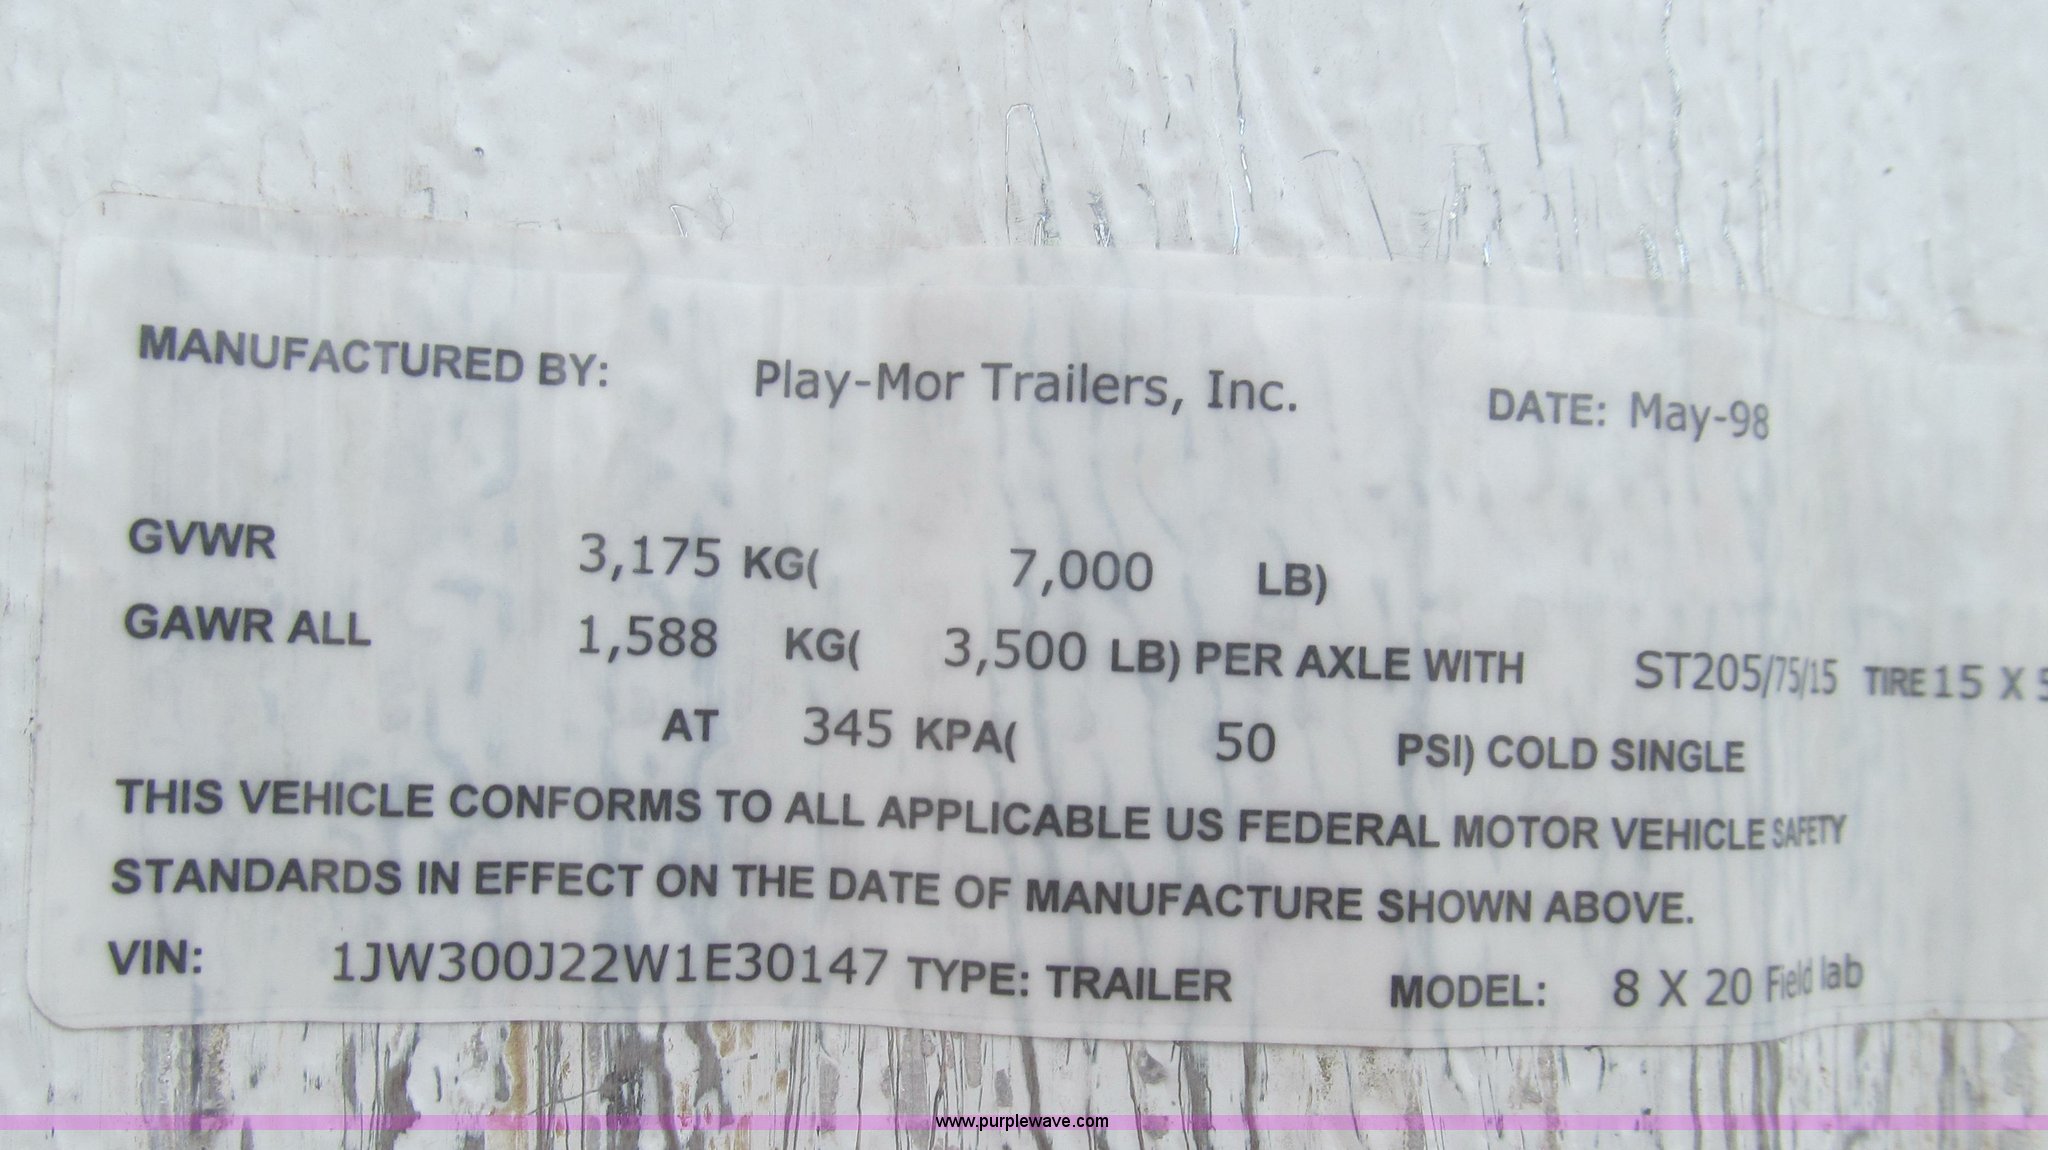 MANUFACTURED BY: Play-Mor Trailers, Inc. DATE: May-98
GVWR 3,175 KG( 7,000 LB)
GAWR ALL 1,588 KG( 3,500 LB) PER AXLE WITH ST205/75/15 TIRE 15 X 5
AT 345 KPA( 50 PSI) COLD SINGLE
THIS VEHICLE CONFORMS TO ALL APPLICABLE US FEDERAL MOTOR VEHICLE SAFETY
STANDARDS IN EFFECT ON THE DATE OF MANUFACTURE SHOWN ABOVE.
VIN: 1JW300J22W1E30147 TYPE: TRAILER MODEL: 8 X 20 Field lab
www.purplewave.com